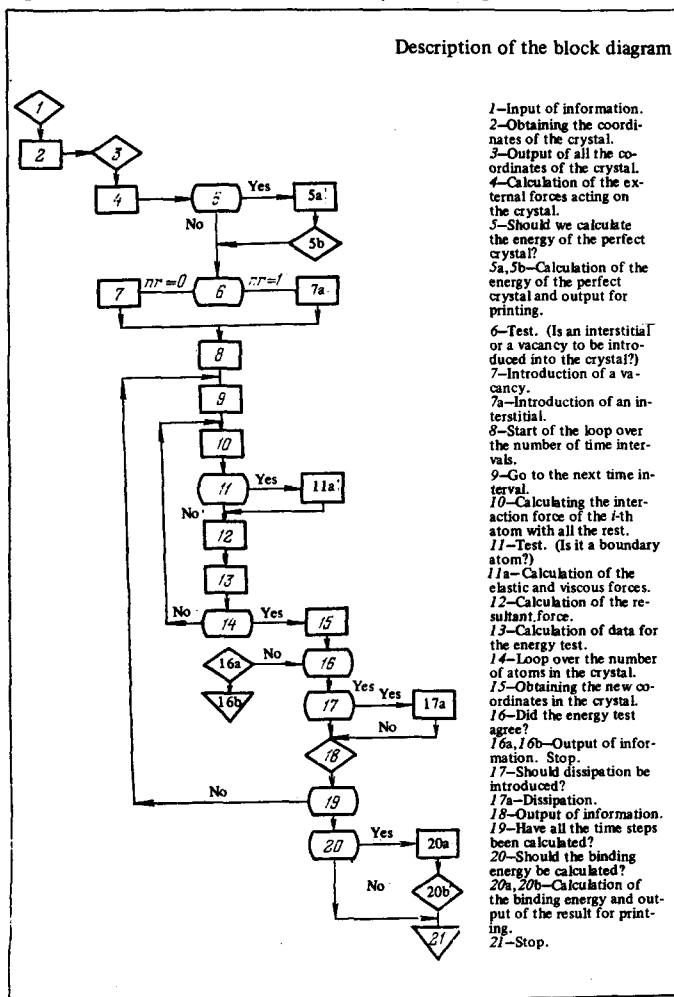 Description of the block diagram
1
2
3
4
5
Yes
5a
No
5b
7
nr=0
6
nr=1
7a
8
9
10
11
Yes
11a
No
12
13
No
14
Yes
15
16a
No
16
16b
Yes
17
Yes
17a
No
18
No
19
20
Yes
20a
No
20b
21
1—Input of information.
2—Obtaining the coordi-
nates of the crystal.
3—Output of all the co-
ordinates of the crystal.
4—Calculation of the ex-
ternal forces acting on
the crystal.
5—Should we calculate
the energy of the perfect
crystal?
5a,5b—Calculation of the
energy of the perfect
crystal and output for
printing.
6—Test. (Is an interstitial
or a vacancy to be intro-
duced into the crystal?)
7—Introduction of a va-
cancy.
7a—Introduction of an in-
terstitial.
8—Start of the loop over
the number of time inter-
vals.
9—Go to the next time in-
terval.
10—Calculating the inter-
action force of the i-th
atom with all the rest.
11—Test. (Is it a boundary
atom?)
11a—Calculation of the
elastic and viscous forces.
12—Calculation of the re-
sultant force.
13—Calculation of data for
the energy test.
14—Loop over the number
of atoms in the crystal.
15—Obtaining the new co-
ordinates in the crystal.
16—Did the energy test
agree?
16a,16b—Output of infor-
mation. Stop.
17—Should dissipation be
introduced?
17a—Dissipation.
18—Output of information.
19—Have all the time steps
been calculated?
20—Should the binding
energy be calculated?
20a,20b—Calculation of
the binding energy and out-
put of the result for print-
ing.
21—Stop.